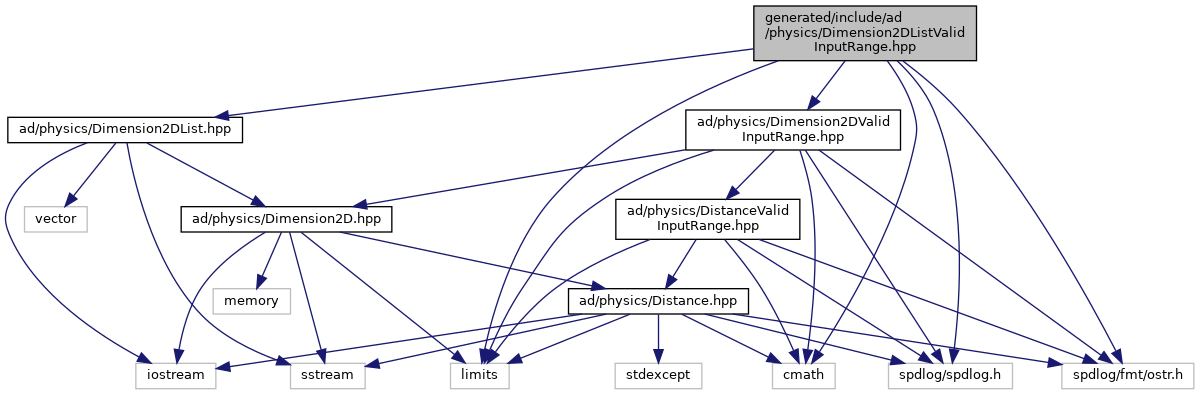 generated/include/ad
/physics/Dimension2DListValid
InputRange.hpp
ad/physics/Dimension2DList.hpp
ad/physics/Dimension2DValid
InputRange.hpp
vector
ad/physics/Dimension2D.hpp
ad/physics/DistanceValid
InputRange.hpp
memory
ad/physics/Distance.hpp
iostream
sstream
limits
stdexcept
cmath
spdlog/spdlog.h
spdlog/fmt/ostr.h